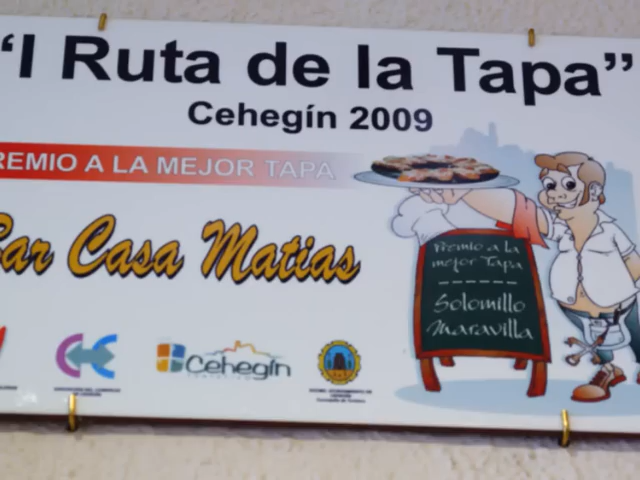 “I Ruta de la Tapa”
Cehegín 2009
REMIO A LA MEJOR TAPA
Bar Casa Matias
Premio a la
mejor Tapa
Solomillo
Maravilla
Cehegín